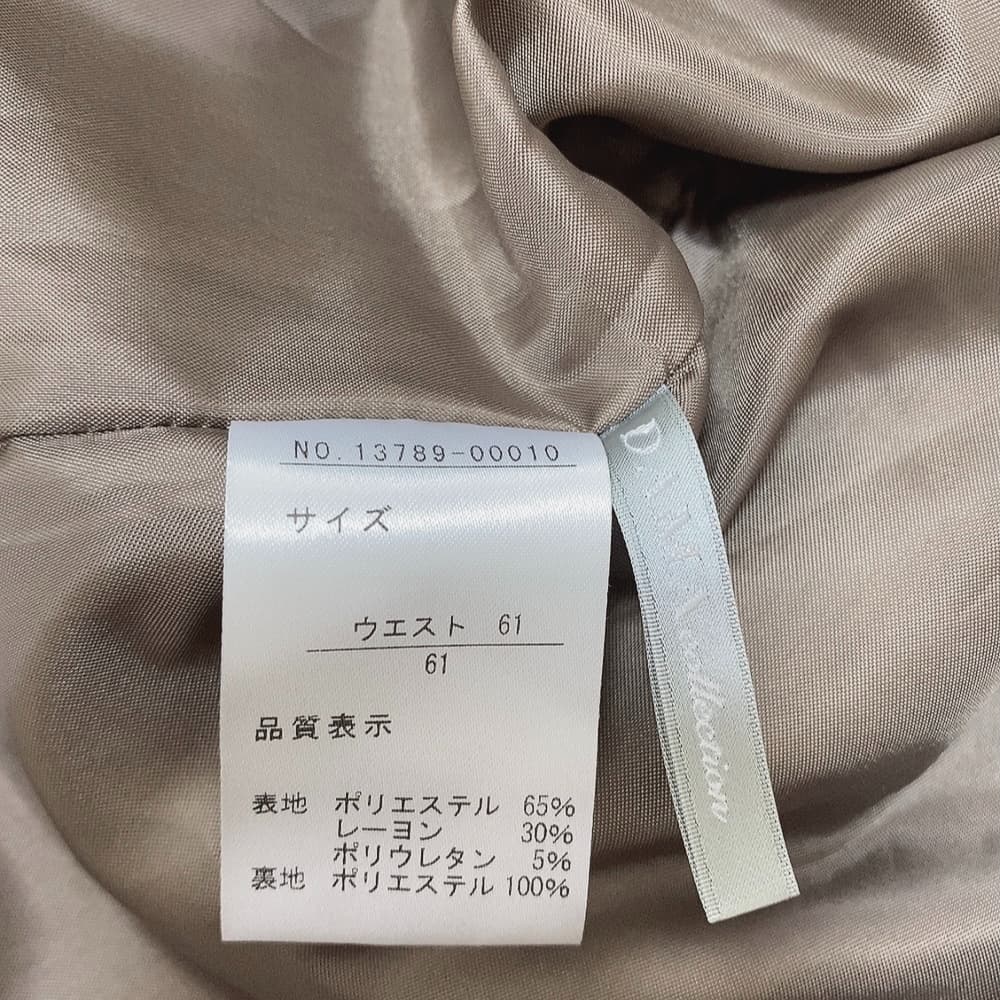 NO.13789-00010
サイズ
ウエスト 61
61
品質表示
表地 ポリエステル 65%
レーヨン 30%
ポリウレタン 5%
裏地 ポリエステル 100%
D.A.M.A collection